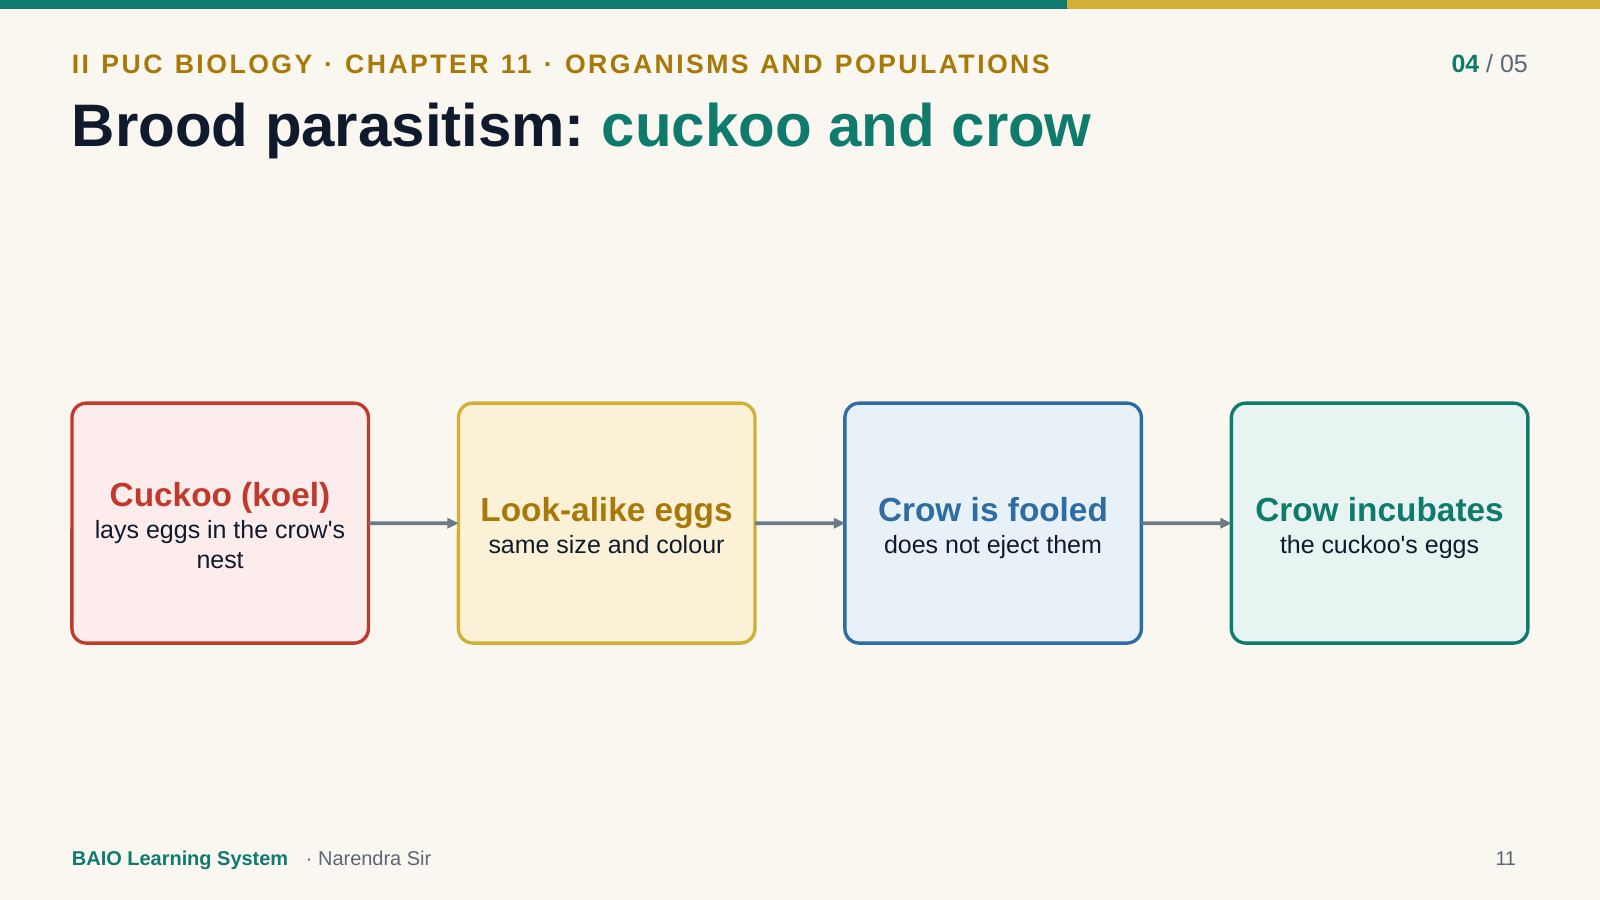 II PUC BIOLOGY · CHAPTER 11 · ORGANISMS AND POPULATIONS
04 / 05
Brood parasitism: cuckoo and crow
Cuckoo (koel)
lays eggs in the crow's
nest
Look-alike eggs
same size and colour
Crow is fooled
does not eject them
Crow incubates
the cuckoo's eggs
BAIO Learning System · Narendra Sir
11